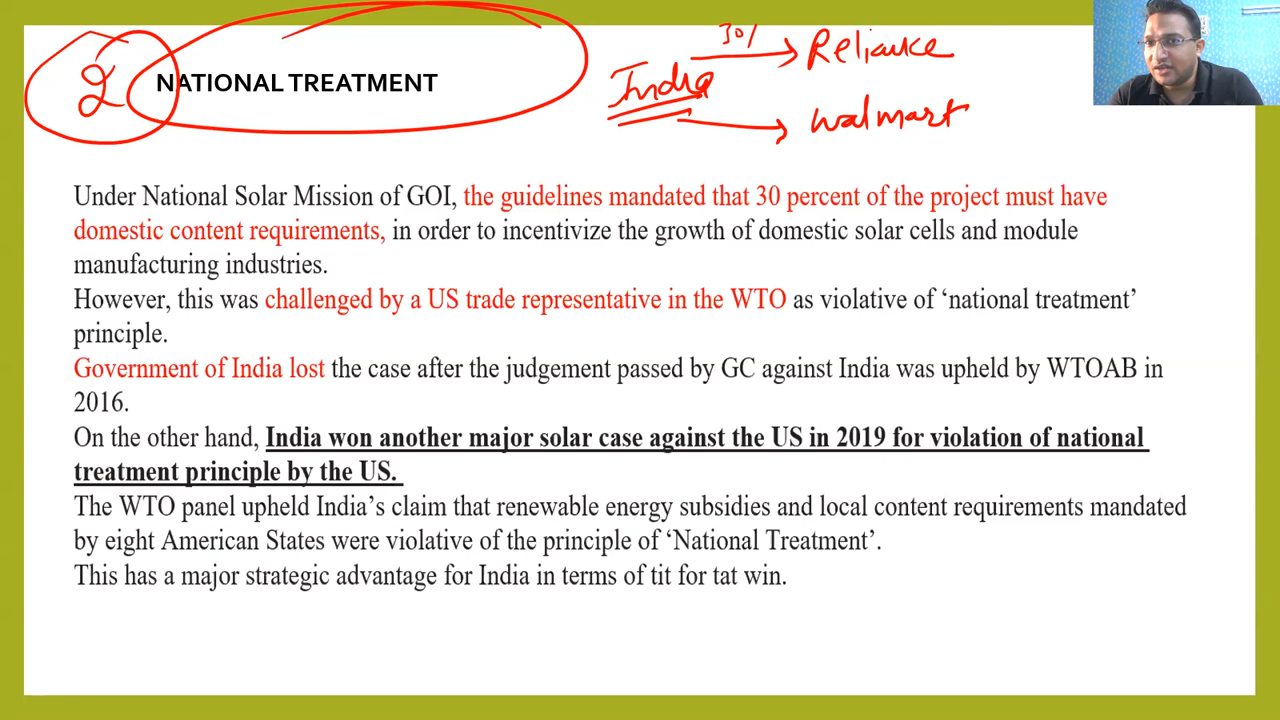 2 NATIONAL TREATMENT
India 30% Reliance
Walmart
Under National Solar Mission of GOI, the guidelines mandated that 30 percent of the project must have
domestic content requirements, in order to incentivize the growth of domestic solar cells and module
manufacturing industries.
However, this was challenged by a US trade representative in the WTO as violative of ‘national treatment’
principle.
Government of India lost the case after the judgement passed by GC against India was upheld by WTOAB in
2016.
On the other hand, India won another major solar case against the US in 2019 for violation of national
treatment principle by the US.
The WTO panel upheld India’s claim that renewable energy subsidies and local content requirements mandated
by eight American States were violative of the principle of ‘National Treatment’.
This has a major strategic advantage for India in terms of tit for tat win.